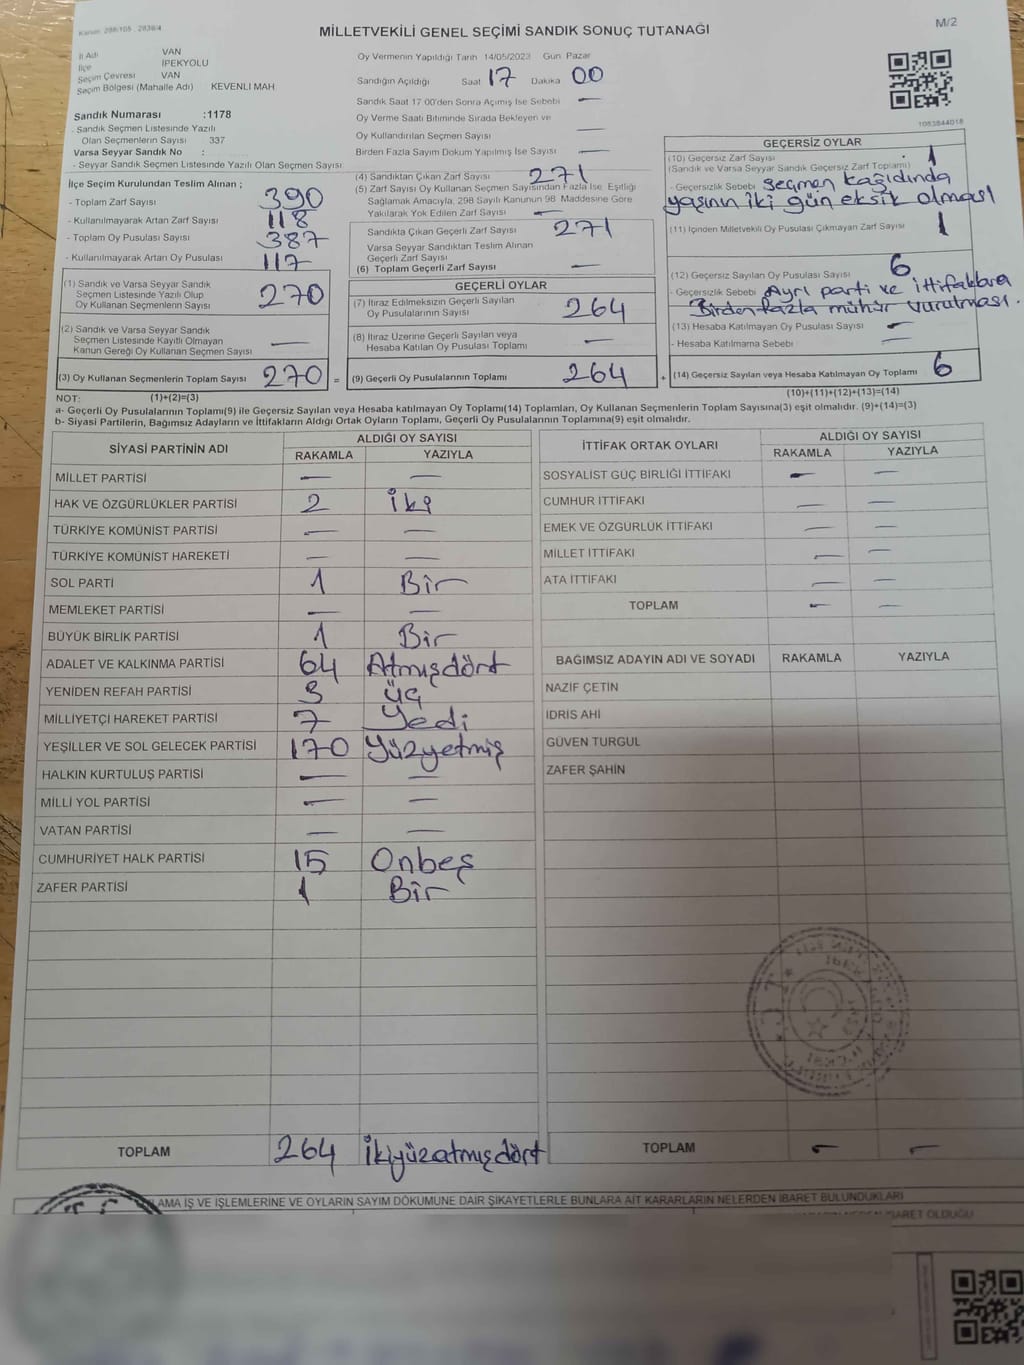 Kanun: 298/105 , 2839/4
MİLLETVEKİLİ GENEL SEÇİMİ SANDIK SONUÇ TUTANAĞI
M/2
İl Adı VAN
İlçe İPEKYOLU
Seçim Çevresi VAN
Seçim Bölgesi (Mahalle Adı) KEVENLI MAH.
Sandık Numarası :1178
- Sandık Seçmen Listesinde Yazılı
Olan Seçmenlerin Sayısı : 337
Varsa Seyyar Sandık No :
- Seyyar Sandık Seçmen Listesinde Yazılı Olan Seçmen Sayısı:
İlçe Seçim Kurulundan Teslim Alınan ;
- Toplam Zarf Sayısı 390
- Kullanılmayarak Artan Zarf Sayısı 118
- Toplam Oy Pusulası Sayısı 387
- Kullanılmayarak Artan Oy Pusulası 117
(1) Sandık ve Varsa Seyyar Sandık
Seçmen Listesinde Yazılı Olup
Oy Kullanan Seçmenlerin Sayısı 270
(2) Sandık ve Varsa Seyyar Sandık
Seçmen Listesinde Kayıtlı Olmayan
Kanun Gereği Oy Kullanan Seçmen Sayısı —
(3) Oy Kullanan Seçmenlerin Toplam Sayısı 270 =
Oy Vermenin Yapıldığı Tarih 14/05/2023 Gün Pazar
Sandığın Açıldığı Saat 17 Dakika 00
Sandık Saat 17.00'den Sonra Açılmış İse Sebebi —
Oy Verme Saati Bitiminde Sırada Bekleyen ve
Oy Kullandırılan Seçmen Sayısı —
Birden Fazla Sayım Döküm Yapılmış İse Sayısı —
(4) Sandıktan Çıkan Zarf Sayısı 271
(5) Zarf Sayısı Oy Kullanan Seçmen Sayısından Fazla İse Eşitliği
Sağlamak Amacıyla, 298 Sayılı Kanunun 98. Maddesine Göre
Yakılarak Yok Edilen Zarf Sayısı —
Sandıkta Çıkan Geçerli Zarf Sayısı 271
Varsa Seyyar Sandıktan Teslim Alınan
Geçerli Zarf Sayısı
(6) Toplam Geçerli Zarf Sayısı —
GEÇERLİ OYLAR
(7) İtiraz Edilmeksizin Geçerli Sayılan
Oy Pusulalarının Sayısı 264
(8) İtiraz Üzerine Geçerli Sayılan veya
Hesaba Katılan Oy Pusulası Toplamı —
(9) Geçerli Oy Pusulalarının Toplamı 264 +
1083844018
GEÇERSİZ OYLAR
(10) Geçersiz Zarf Sayısı 1
(Sandık ve Varsa Seyyar Sandık Geçersiz Zarf Toplamı)
- Geçersizlik Sebebi Seçmen kağıdında
yaşının iki gün eksik olması
(11) İçinden Milletvekili Oy Pusulası Çıkmayan Zarf Sayısı 1
(12) Geçersiz Sayılan Oy Pusulası Sayısı 6
- Geçersizlik Sebebi Ayrı parti ve ittifaklara
Birden fazla mühür vurulması.
(13) Hesaba Katılmayan Oy Pusulası Sayısı —
- Hesaba Katılmama Sebebi —
(14) Geçersiz Sayılan veya Hesaba Katılmayan Oy Toplamı 6
NOT: (1)+(2)=(3) (10)+(11)+(12)+(13)=(14)
a- Geçerli Oy Pusulalarının Toplamı(9) ile Geçersiz Sayılan veya Hesaba katılmayan Oy Toplamı(14) Toplamları, Oy Kullanan Seçmenlerin Toplam Sayısına(3) eşit olmalıdır. (9)+(14)=(3)
b- Siyasi Partilerin, Bağımsız Adayların ve İttifakların Aldığı Ortak Oyların Toplamı, Geçerli Oy Pusulalarının Toplamına(9) eşit olmalıdır.
SİYASİ PARTİNİN ADI ALDIĞI OY SAYISI
RAKAMLA YAZIYLA
MİLLET PARTİSİ — —
HAK VE ÖZGÜRLÜKLER PARTİSİ 2 İki
TÜRKİYE KOMÜNİST PARTİSİ — —
TÜRKİYE KOMÜNİST HAREKETİ — —
SOL PARTİ 1 Bir
MEMLEKET PARTİSİ — —
BÜYÜK BİRLİK PARTİSİ 1 Bir
ADALET VE KALKINMA PARTİSİ 64 Atmışdört
YENİDEN REFAH PARTİSİ 3 Üç
MİLLİYETÇİ HAREKET PARTİSİ 7 Yedi
YEŞİLLER VE SOL GELECEK PARTİSİ 170 Yüzyetmiş
HALKIN KURTULUŞ PARTİSİ — —
MİLLİ YOL PARTİSİ — —
VATAN PARTİSİ — —
CUMHURİYET HALK PARTİSİ 15 Onbeş
ZAFER PARTİSİ 1 Bir
TOPLAM 264 İkiyüzatmışdört
İTTİFAK ORTAK OYLARI ALDIĞI OY SAYISI
RAKAMLA YAZIYLA
SOSYALİST GÜÇ BİRLİĞİ İTTİFAKI — —
CUMHUR İTTİFAKI — —
EMEK VE ÖZGÜRLÜK İTTİFAKI — —
MİLLET İTTİFAKI — —
ATA İTTİFAKI — —
TOPLAM — —
BAĞIMSIZ ADAYIN ADI VE SOYADI RAKAMLA YAZIYLA
NAZİF ÇETİN
İDRİS AHİ
GÜVEN TURGUL
ZAFER ŞAHİN
TOPLAM — —
LAMA İŞ VE İŞLEMLERİNE VE OYLARIN SAYIM DÖKÜMÜNE DAİR ŞİKAYETLERLE BUNLARA AİT KARARLARIN NELERDEN İBARET BULUNDUKLARI